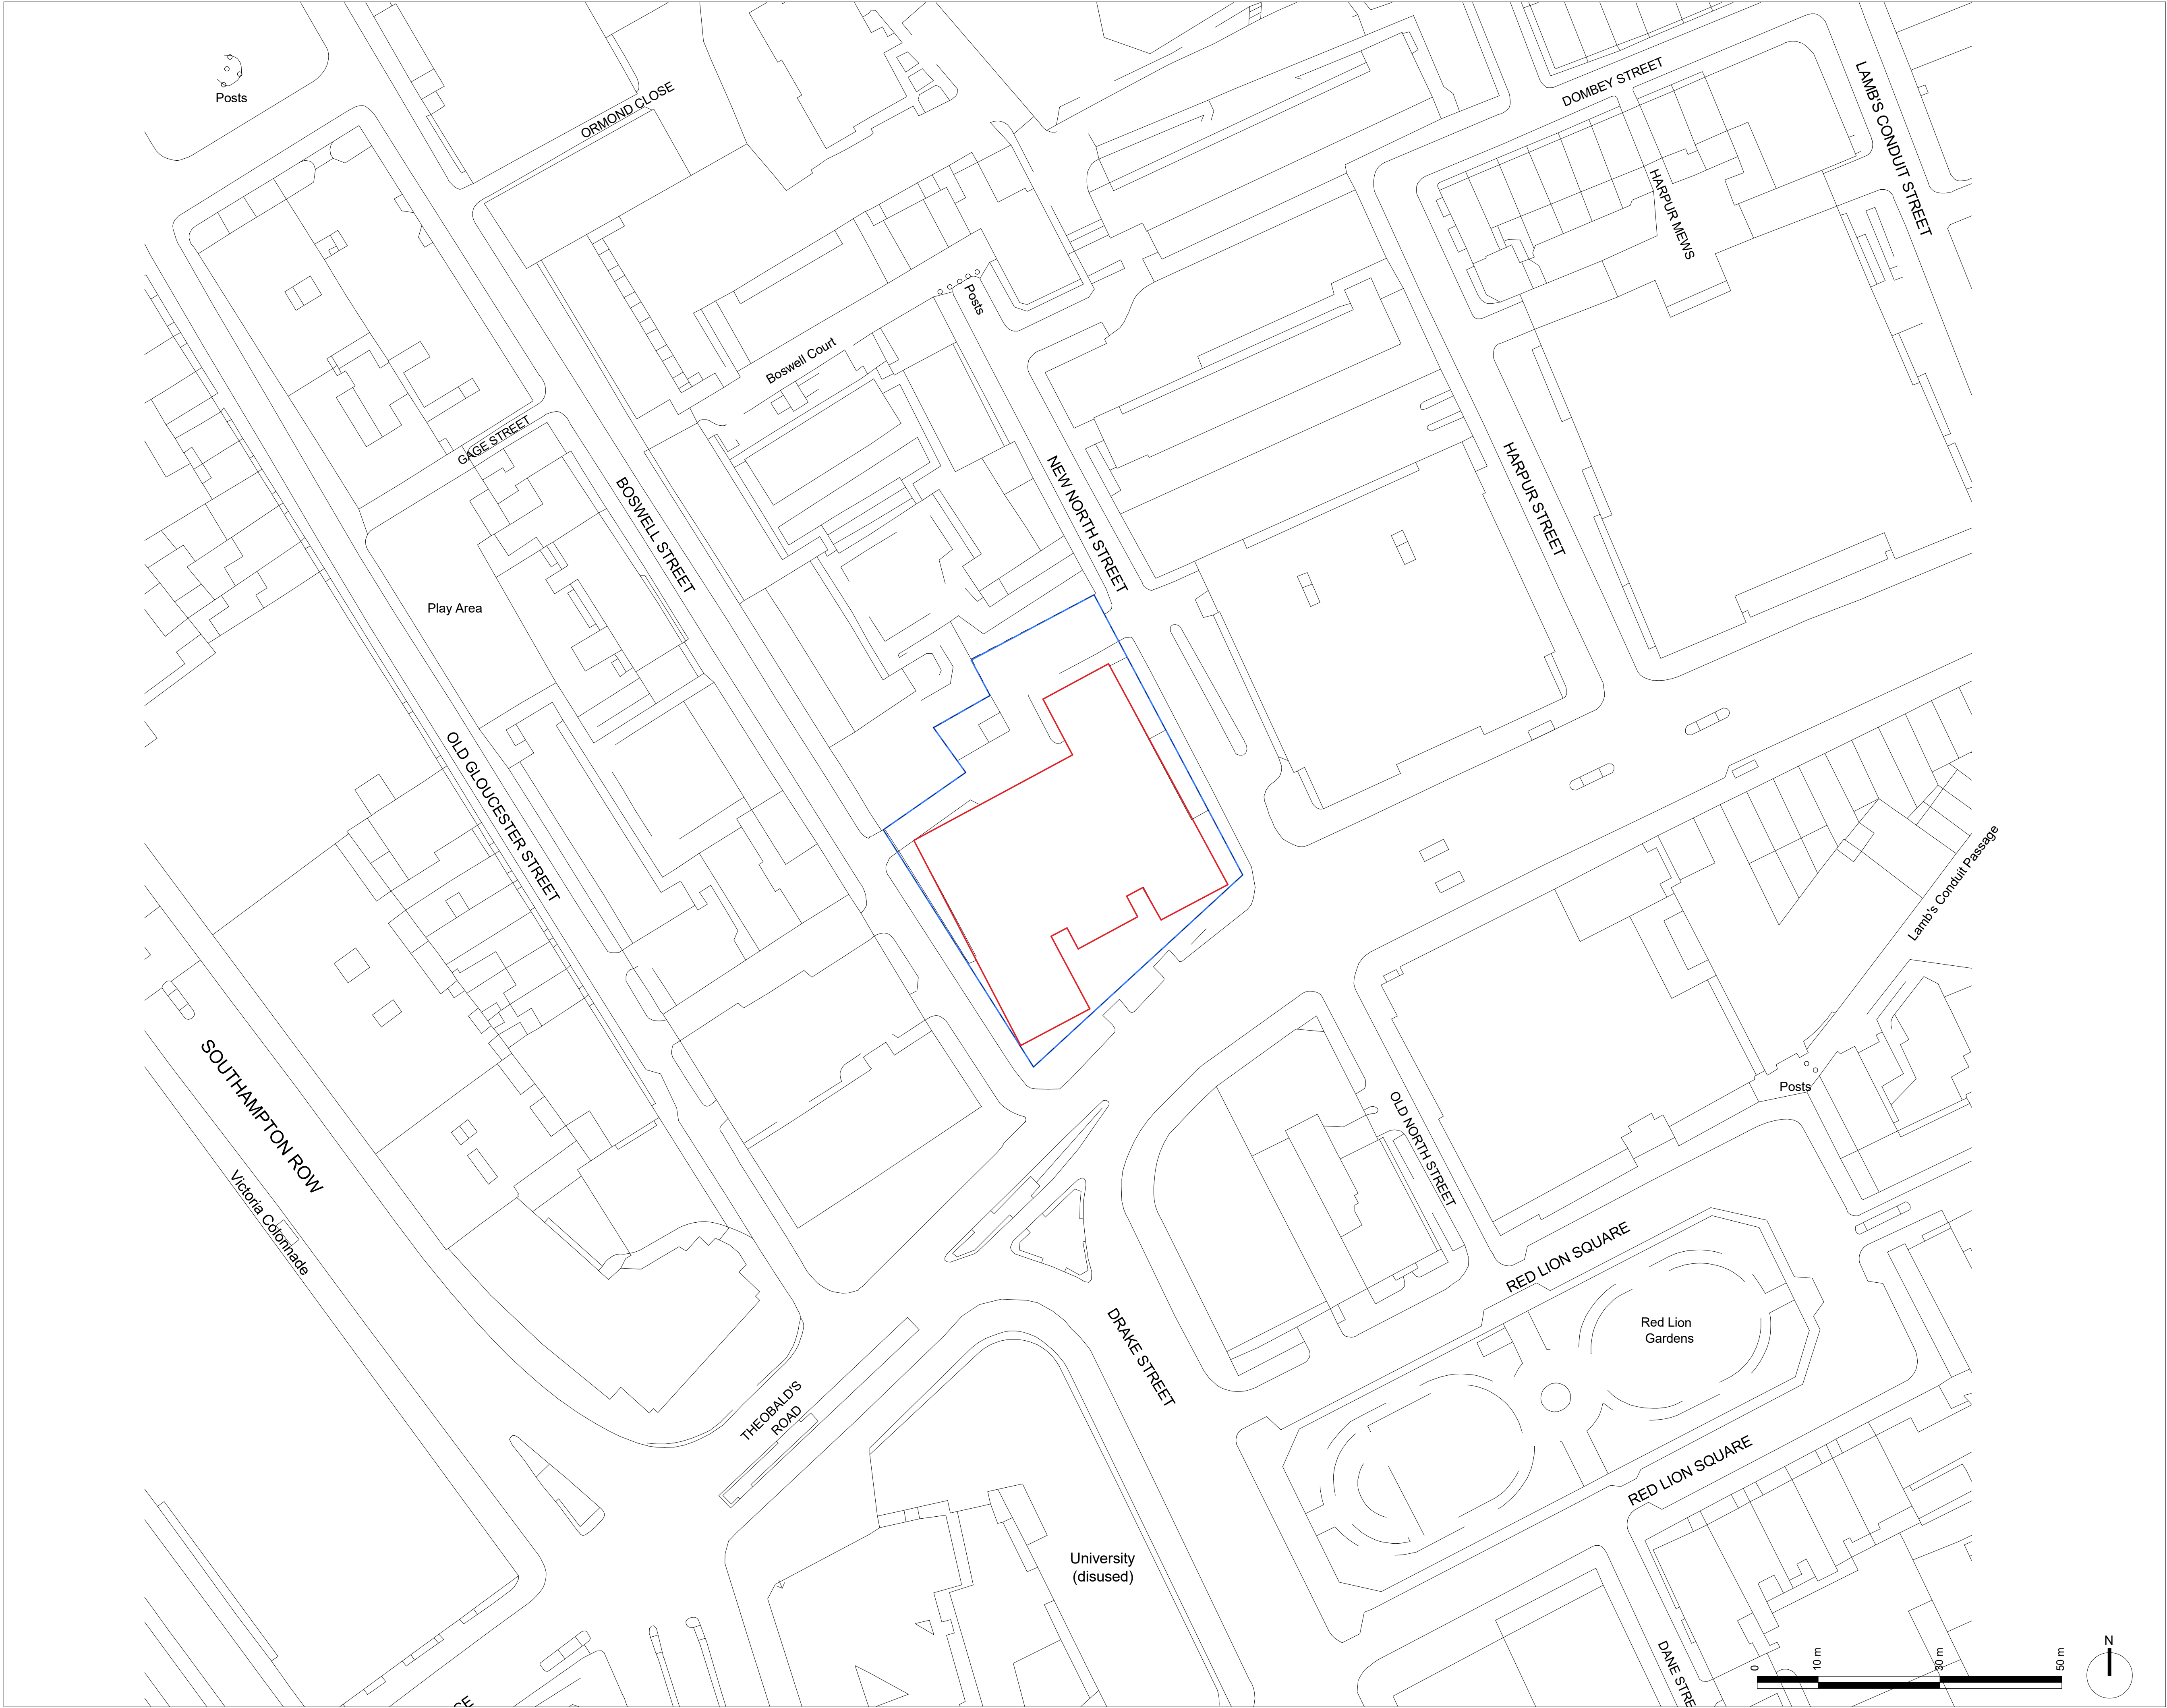 Posts
ORMOND CLOSE
DOMBEY STREET
LAMB'S CONDUIT STREET
HARPUR MEWS
Posts
Boswell Court
GAGE STREET
BOSWELL STREET
NEW NORTH STREET
HARPUR STREET
Play Area
OLD GLOUCESTER STREET
Lamb's Conduit Passage
SOUTHAMPTON ROW
Victoria Colonnade
OLD NORTH STREET
Posts
RED LION SQUARE
Red Lion
Gardens
DRAKE STREET
THEOBALD'S
ROAD
RED LION SQUARE
University
(disused)
DANE STRE
CE
0
10 m
30 m
50 m
N